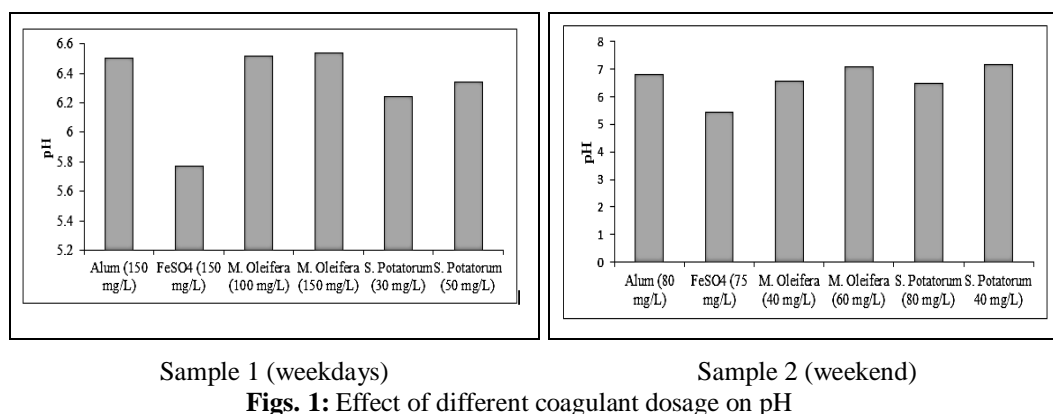 6.6
6.4
6.2
6
5.8
5.6
5.4
5.2
pH
Alum (150 mg/L)
FeSO4 (150 mg/L)
M. Oleifera (100 mg/L)
M. Oleifera (150 mg/L)
S. Potatorum (30 mg/L)
S. Potatorum (50 mg/L)
8
7
6
5
4
3
2
1
0
pH
Alum (80 mg/L)
FeSO4 (75 mg/L)
M. Oleifera (40 mg/L)
M. Oleifera (60 mg/L)
S. Potatorum (80 mg/L)
S. Potatorum 40 mg/L)
Sample 1 (weekdays)
Sample 2 (weekend)
Figs. 1: Effect of different coagulant dosage on pH